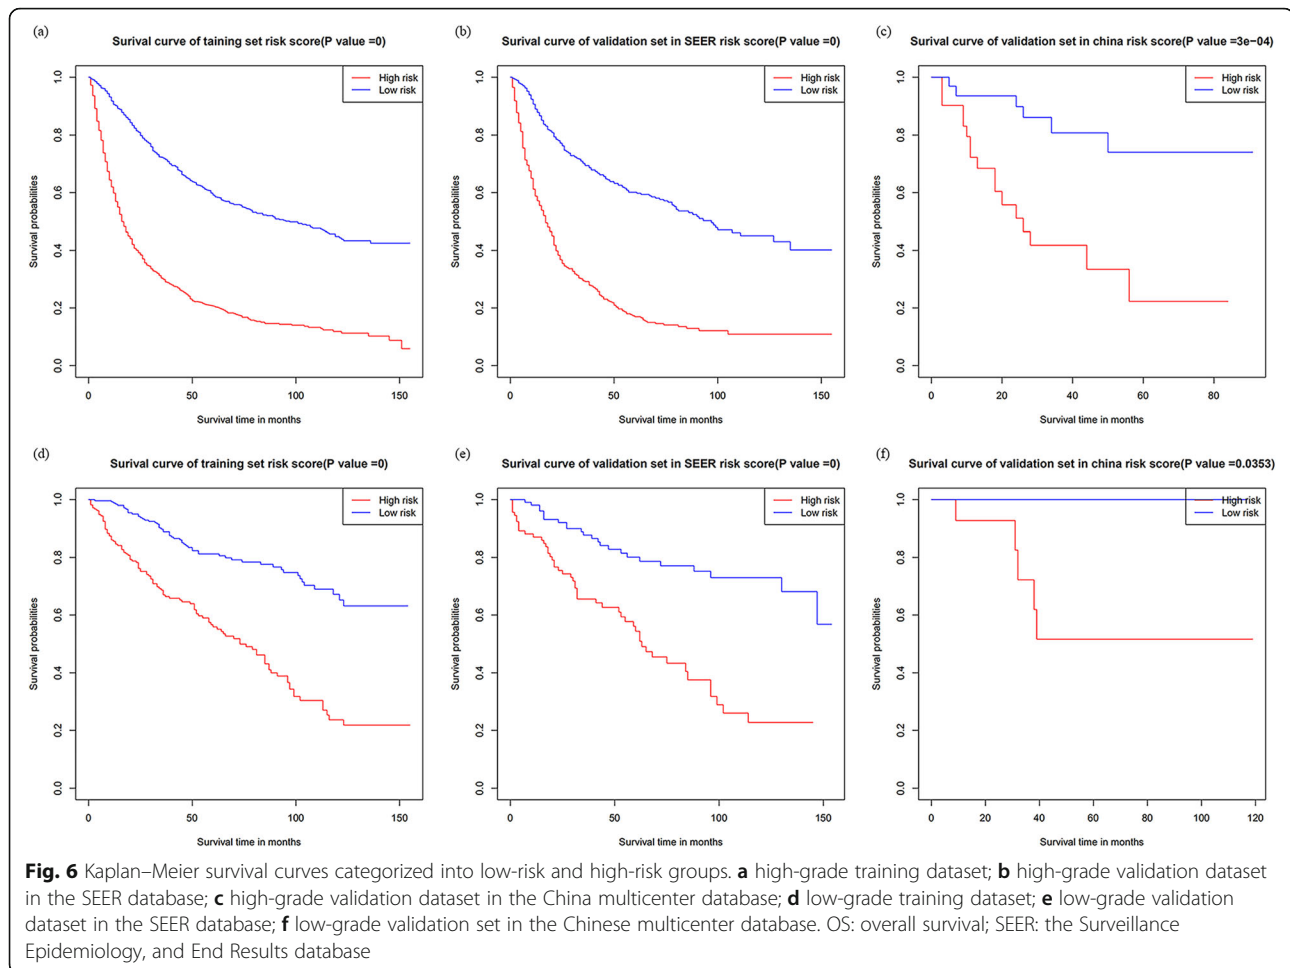 (a)
Surival curve of taining set risk score(P value =0)
High risk
Low risk
Survival probabilities
0.0
0.2
0.4
0.6
0.8
1.0
0
50
100
150
Survival time in months
(b)
Surival curve of validation set in SEER risk score(P value =0)
High risk
Low risk
Survival probabilities
0.0
0.2
0.4
0.6
0.8
1.0
0
50
100
150
Survival time in months
(c)
Surival curve of validation set in china risk score(P value =3e−04)
High risk
Low risk
Survival probabilities
0.0
0.2
0.4
0.6
0.8
1.0
0
20
40
60
80
Survival time in months
(d)
Surival curve of training set risk score(P value =0)
High risk
Low risk
Survival probabilities
0.0
0.2
0.4
0.6
0.8
1.0
0
50
100
150
Survival time in months
(e)
Surival curve of validation set in SEER risk score(P value =0)
High risk
Low risk
Survival probabilities
0.0
0.2
0.4
0.6
0.8
1.0
0
50
100
150
Survival time in months
(f)
Surival curve of validation set in china risk score(P value =0.0353)
High risk
Low risk
Survival probabilities
0.0
0.2
0.4
0.6
0.8
1.0
0
20
40
60
80
100
120
Survival time in months
Fig. 6 Kaplan–Meier survival curves categorized into low-risk and high-risk groups. a high-grade training dataset; b high-grade validation dataset
in the SEER database; c high-grade validation dataset in the China multicenter database; d low-grade training dataset; e low-grade validation
dataset in the SEER database; f low-grade validation set in the Chinese multicenter database. OS: overall survival; SEER: the Surveillance
Epidemiology, and End Results database